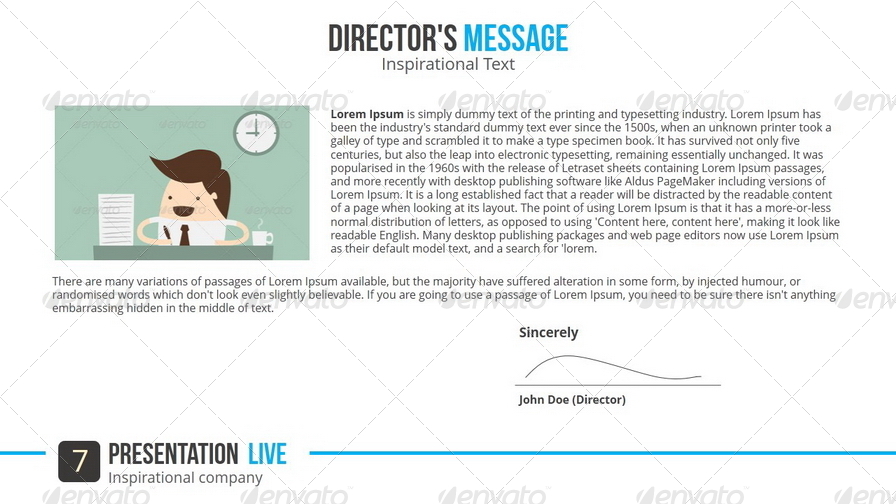 DIRECTOR'S MESSAGE
Inspirational Text
Lorem Ipsum is simply dummy text of the printing and typesetting industry. Lorem Ipsum has
been the industry's standard dummy text ever since the 1500s, when an unknown printer took a
galley of type and scrambled it to make a type specimen book. It has survived not only five
centuries, but also the leap into electronic typesetting, remaining essentially unchanged. It was
popularised in the 1960s with the release of Letraset sheets containing Lorem Ipsum passages,
and more recently with desktop publishing software like Aldus PageMaker including versions of
Lorem Ipsum. It is a long established fact that a reader will be distracted by the readable content
of a page when looking at its layout. The point of using Lorem Ipsum is that it has a more-or-less
normal distribution of letters, as opposed to using 'Content here, content here', making it look like
readable English. Many desktop publishing packages and web page editors now use Lorem Ipsum
as their default model text, and a search for 'lorem.
There are many variations of passages of Lorem Ipsum available, but the majority have suffered alteration in some form, by injected humour, or
randomised words which don't look even slightly believable. If you are going to use a passage of Lorem Ipsum, you need to be sure there isn't anything
embarrassing hidden in the middle of text.
Sincerely
John Doe (Director)
7
PRESENTATION LIVE
Inspirational company
envato